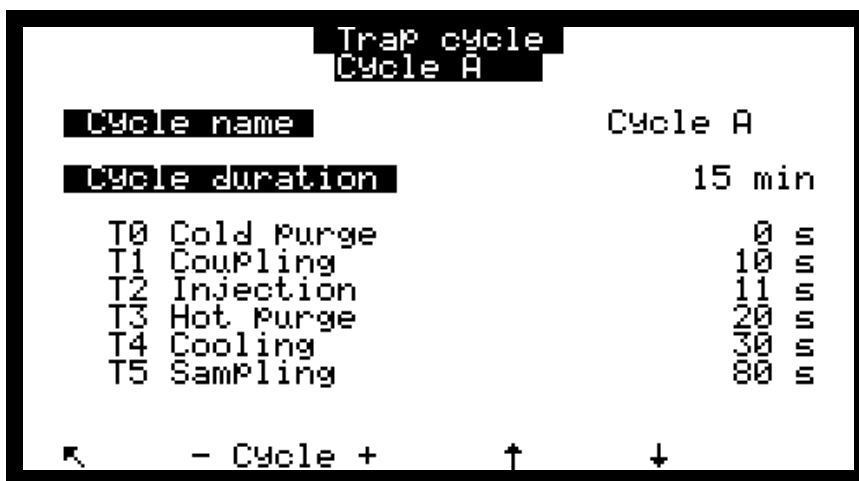 Trap cycle
Cycle A
Cycle name Cycle A
Cycle duration 15 min
T0 Cold purge 0 s
T1 Coupling 10 s
T2 Injection 11 s
T3 Hot purge 20 s
T4 Cooling 30 s
T5 Sampling 80 s
↖ - Cycle + ↑ ↓